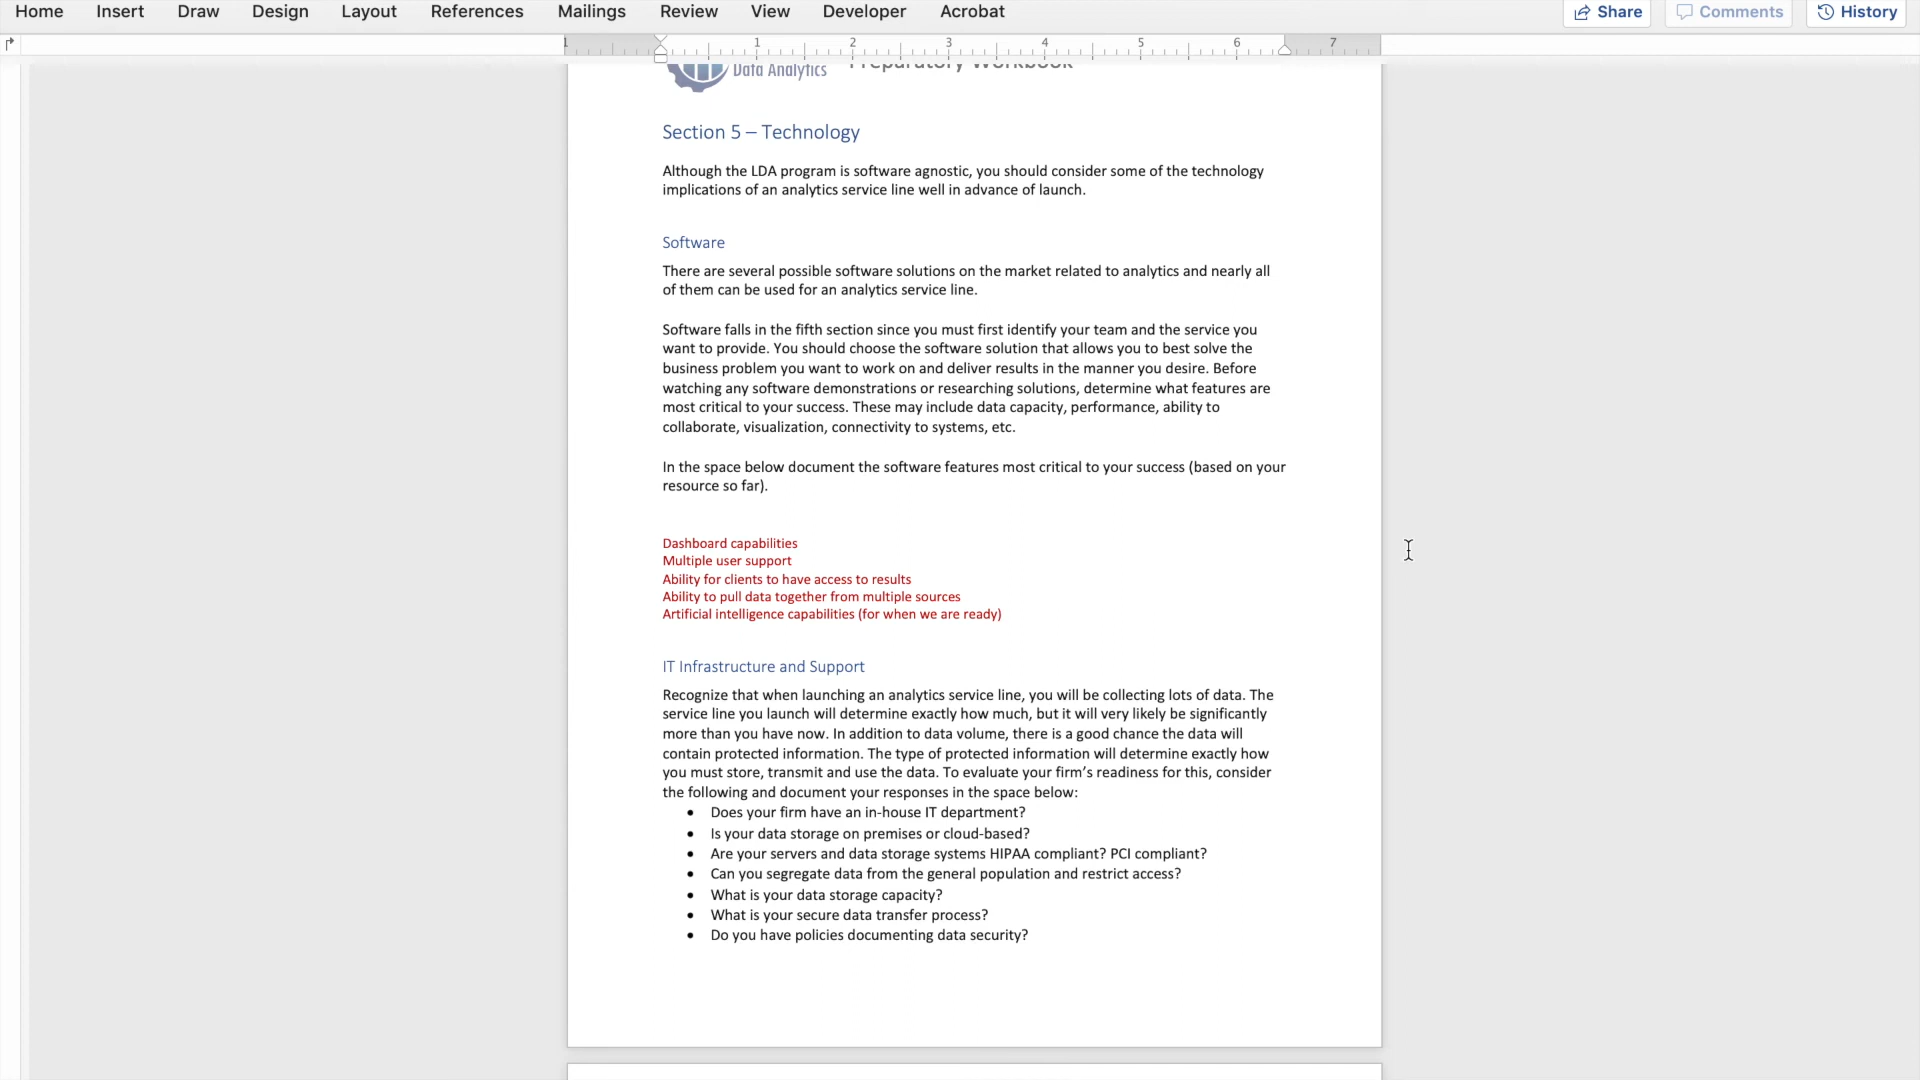 Home Insert Draw Design Layout References Mailings Review View Developer Acrobat Share Comments History
1 1 2 3 4 5 6 7
Data Analytics Preparatory Workbook
Section 5 – Technology
Although the LDA program is software agnostic, you should consider some of the technology
implications of an analytics service line well in advance of launch.
Software
There are several possible software solutions on the market related to analytics and nearly all
of them can be used for an analytics service line.
Software falls in the fifth section since you must first identify your team and the service you
want to provide. You should choose the software solution that allows you to best solve the
business problem you want to work on and deliver results in the manner you desire. Before
watching any software demonstrations or researching solutions, determine what features are
most critical to your success. These may include data capacity, performance, ability to
collaborate, visualization, connectivity to systems, etc.
In the space below document the software features most critical to your success (based on your
resource so far).
Dashboard capabilities
Multiple user support
Ability for clients to have access to results
Ability to pull data together from multiple sources
Artificial intelligence capabilities (for when we are ready)
IT Infrastructure and Support
Recognize that when launching an analytics service line, you will be collecting lots of data. The
service line you launch will determine exactly how much, but it will very likely be significantly
more than you have now. In addition to data volume, there is a good chance the data will
contain protected information. The type of protected information will determine exactly how
you must store, transmit and use the data. To evaluate your firm’s readiness for this, consider
the following and document your responses in the space below:
• Does your firm have an in-house IT department?
• Is your data storage on premises or cloud-based?
• Are your servers and data storage systems HIPAA compliant? PCI compliant?
• Can you segregate data from the general population and restrict access?
• What is your data storage capacity?
• What is your secure data transfer process?
• Do you have policies documenting data security?